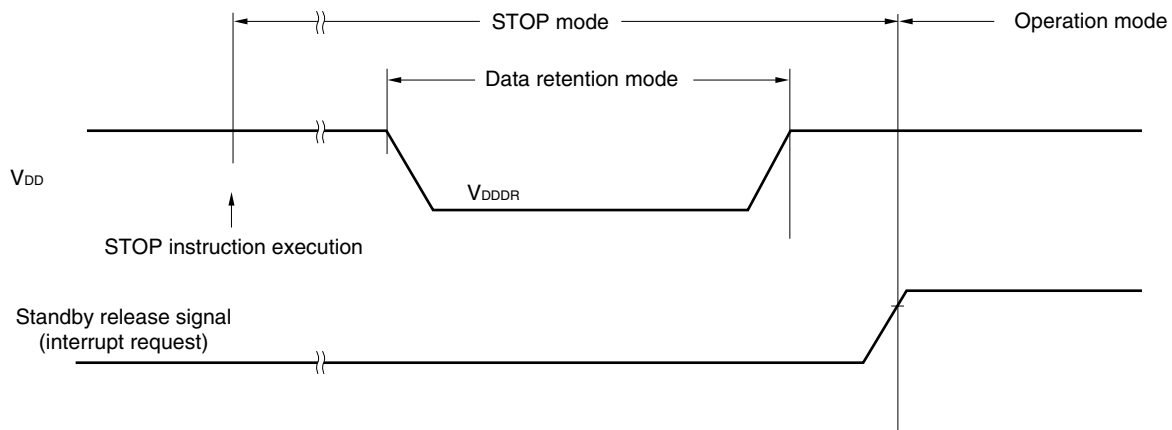 STOP mode
Operation mode
Data retention mode
VDD
VDDDR
STOP instruction execution
Standby release signal
(interrupt request)